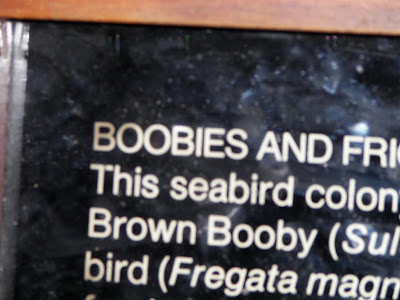 BOOBIES AND FRI
This seabird colon
Brown Booby (Sul
bird (Fregata magn